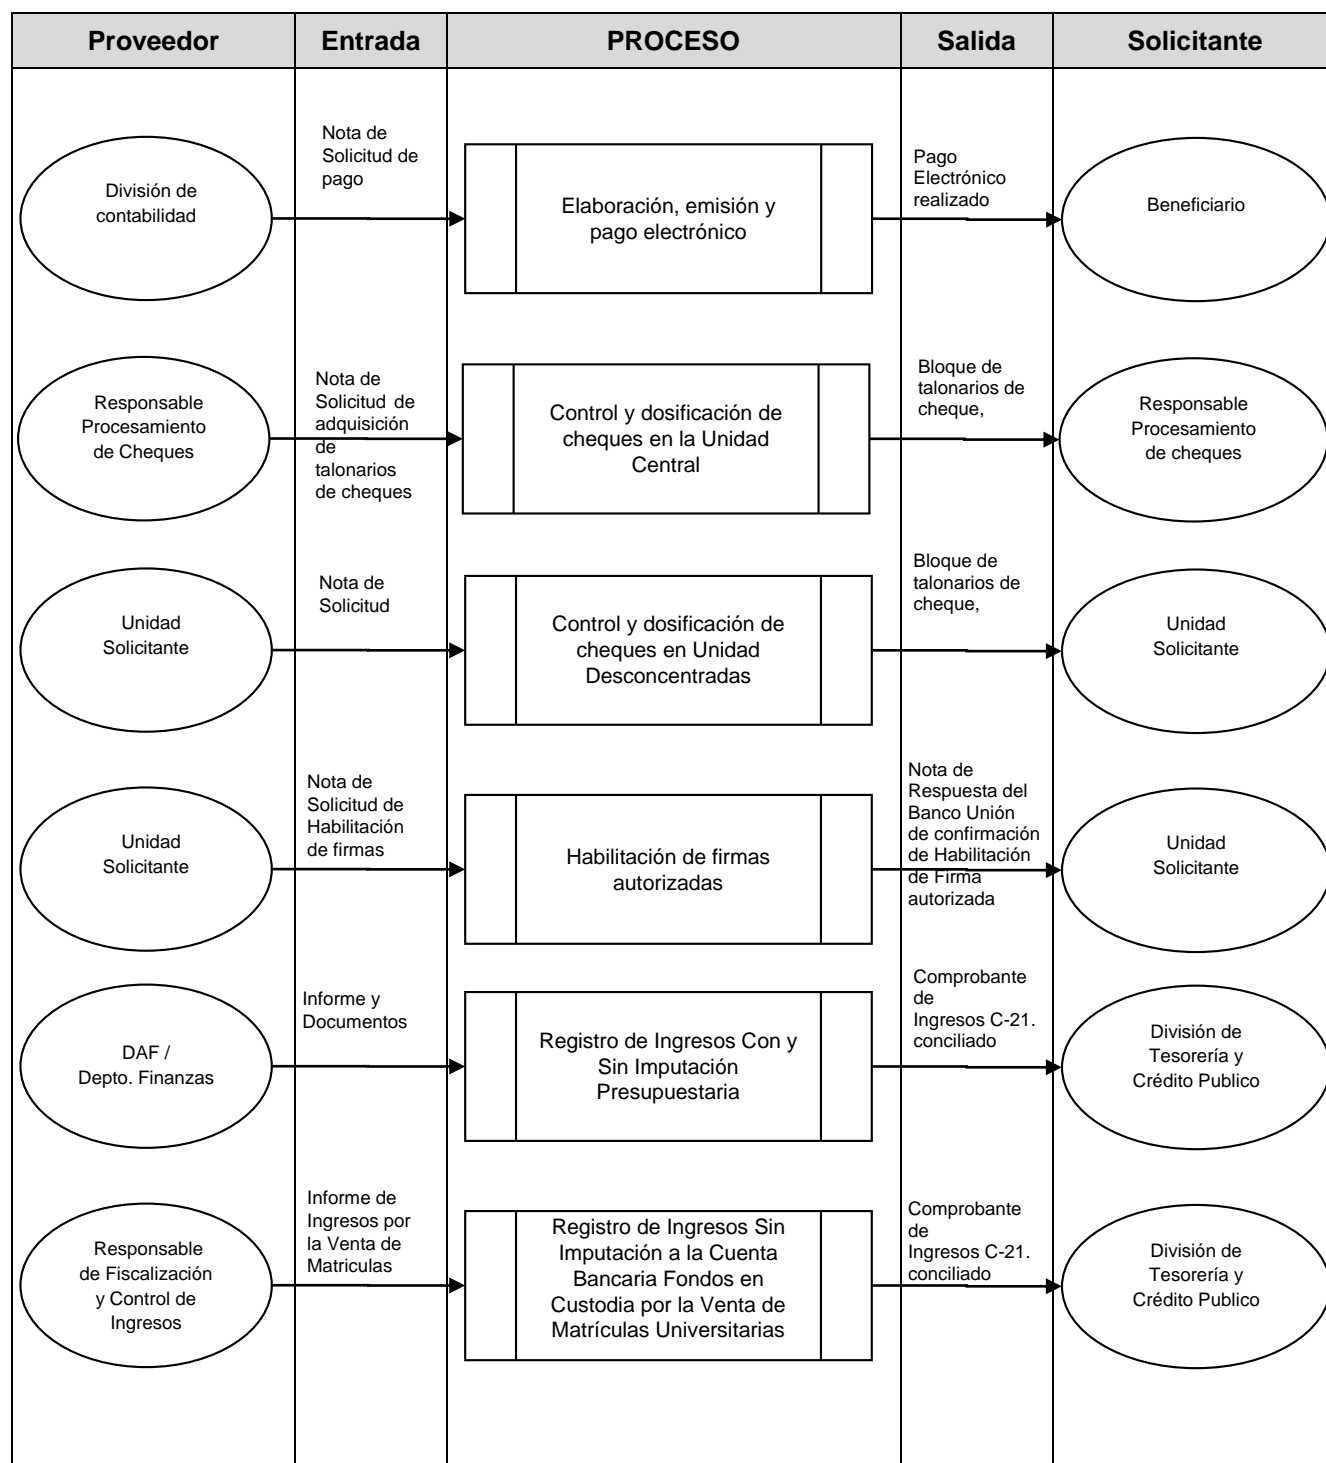 Proveedor
Entrada
PROCESO
Salida
Solicitante
División de
contabilidad
Nota de
Solicitud de
pago
Elaboración, emisión y
pago electrónico
Pago
Electrónico
realizado
Beneficiario
Responsable
Procesamiento
de Cheques
Nota de
Solicitud de
adquisición
de
talonarios
de cheques
Control y dosificación de
cheques en la Unidad
Central
Bloque de
talonarios de
cheque,
Responsable
Procesamiento
de cheques
Unidad
Solicitante
Nota de
Solicitud
Control y dosificación de
cheques en Unidad
Desconcentradas
Bloque de
talonarios de
cheque,
Unidad
Solicitante
Unidad
Solicitante
Nota de
Solicitud de
Habilitación
de firmas
Habilitación de firmas
autorizadas
Nota de
Respuesta del
Banco Unión
de confirmación
de Habilitación
de Firma
autorizada
Unidad
Solicitante
DAF /
Depto. Finanzas
Informe y
Documentos
Registro de Ingresos Con y
Sin Imputación
Presupuestaria
Comprobante
de
Ingresos C-21.
conciliado
División de
Tesorería y
Crédito Publico
Responsable
de Fiscalización
y Control de
Ingresos
Informe de
Ingresos por
la Venta de
Matriculas
Registro de Ingresos Sin
Imputación a la Cuenta
Bancaria Fondos en
Custodia por la Venta de
Matrículas Universitarias
Comprobante
de
Ingresos C-21.
conciliado
División de
Tesorería y
Crédito Publico